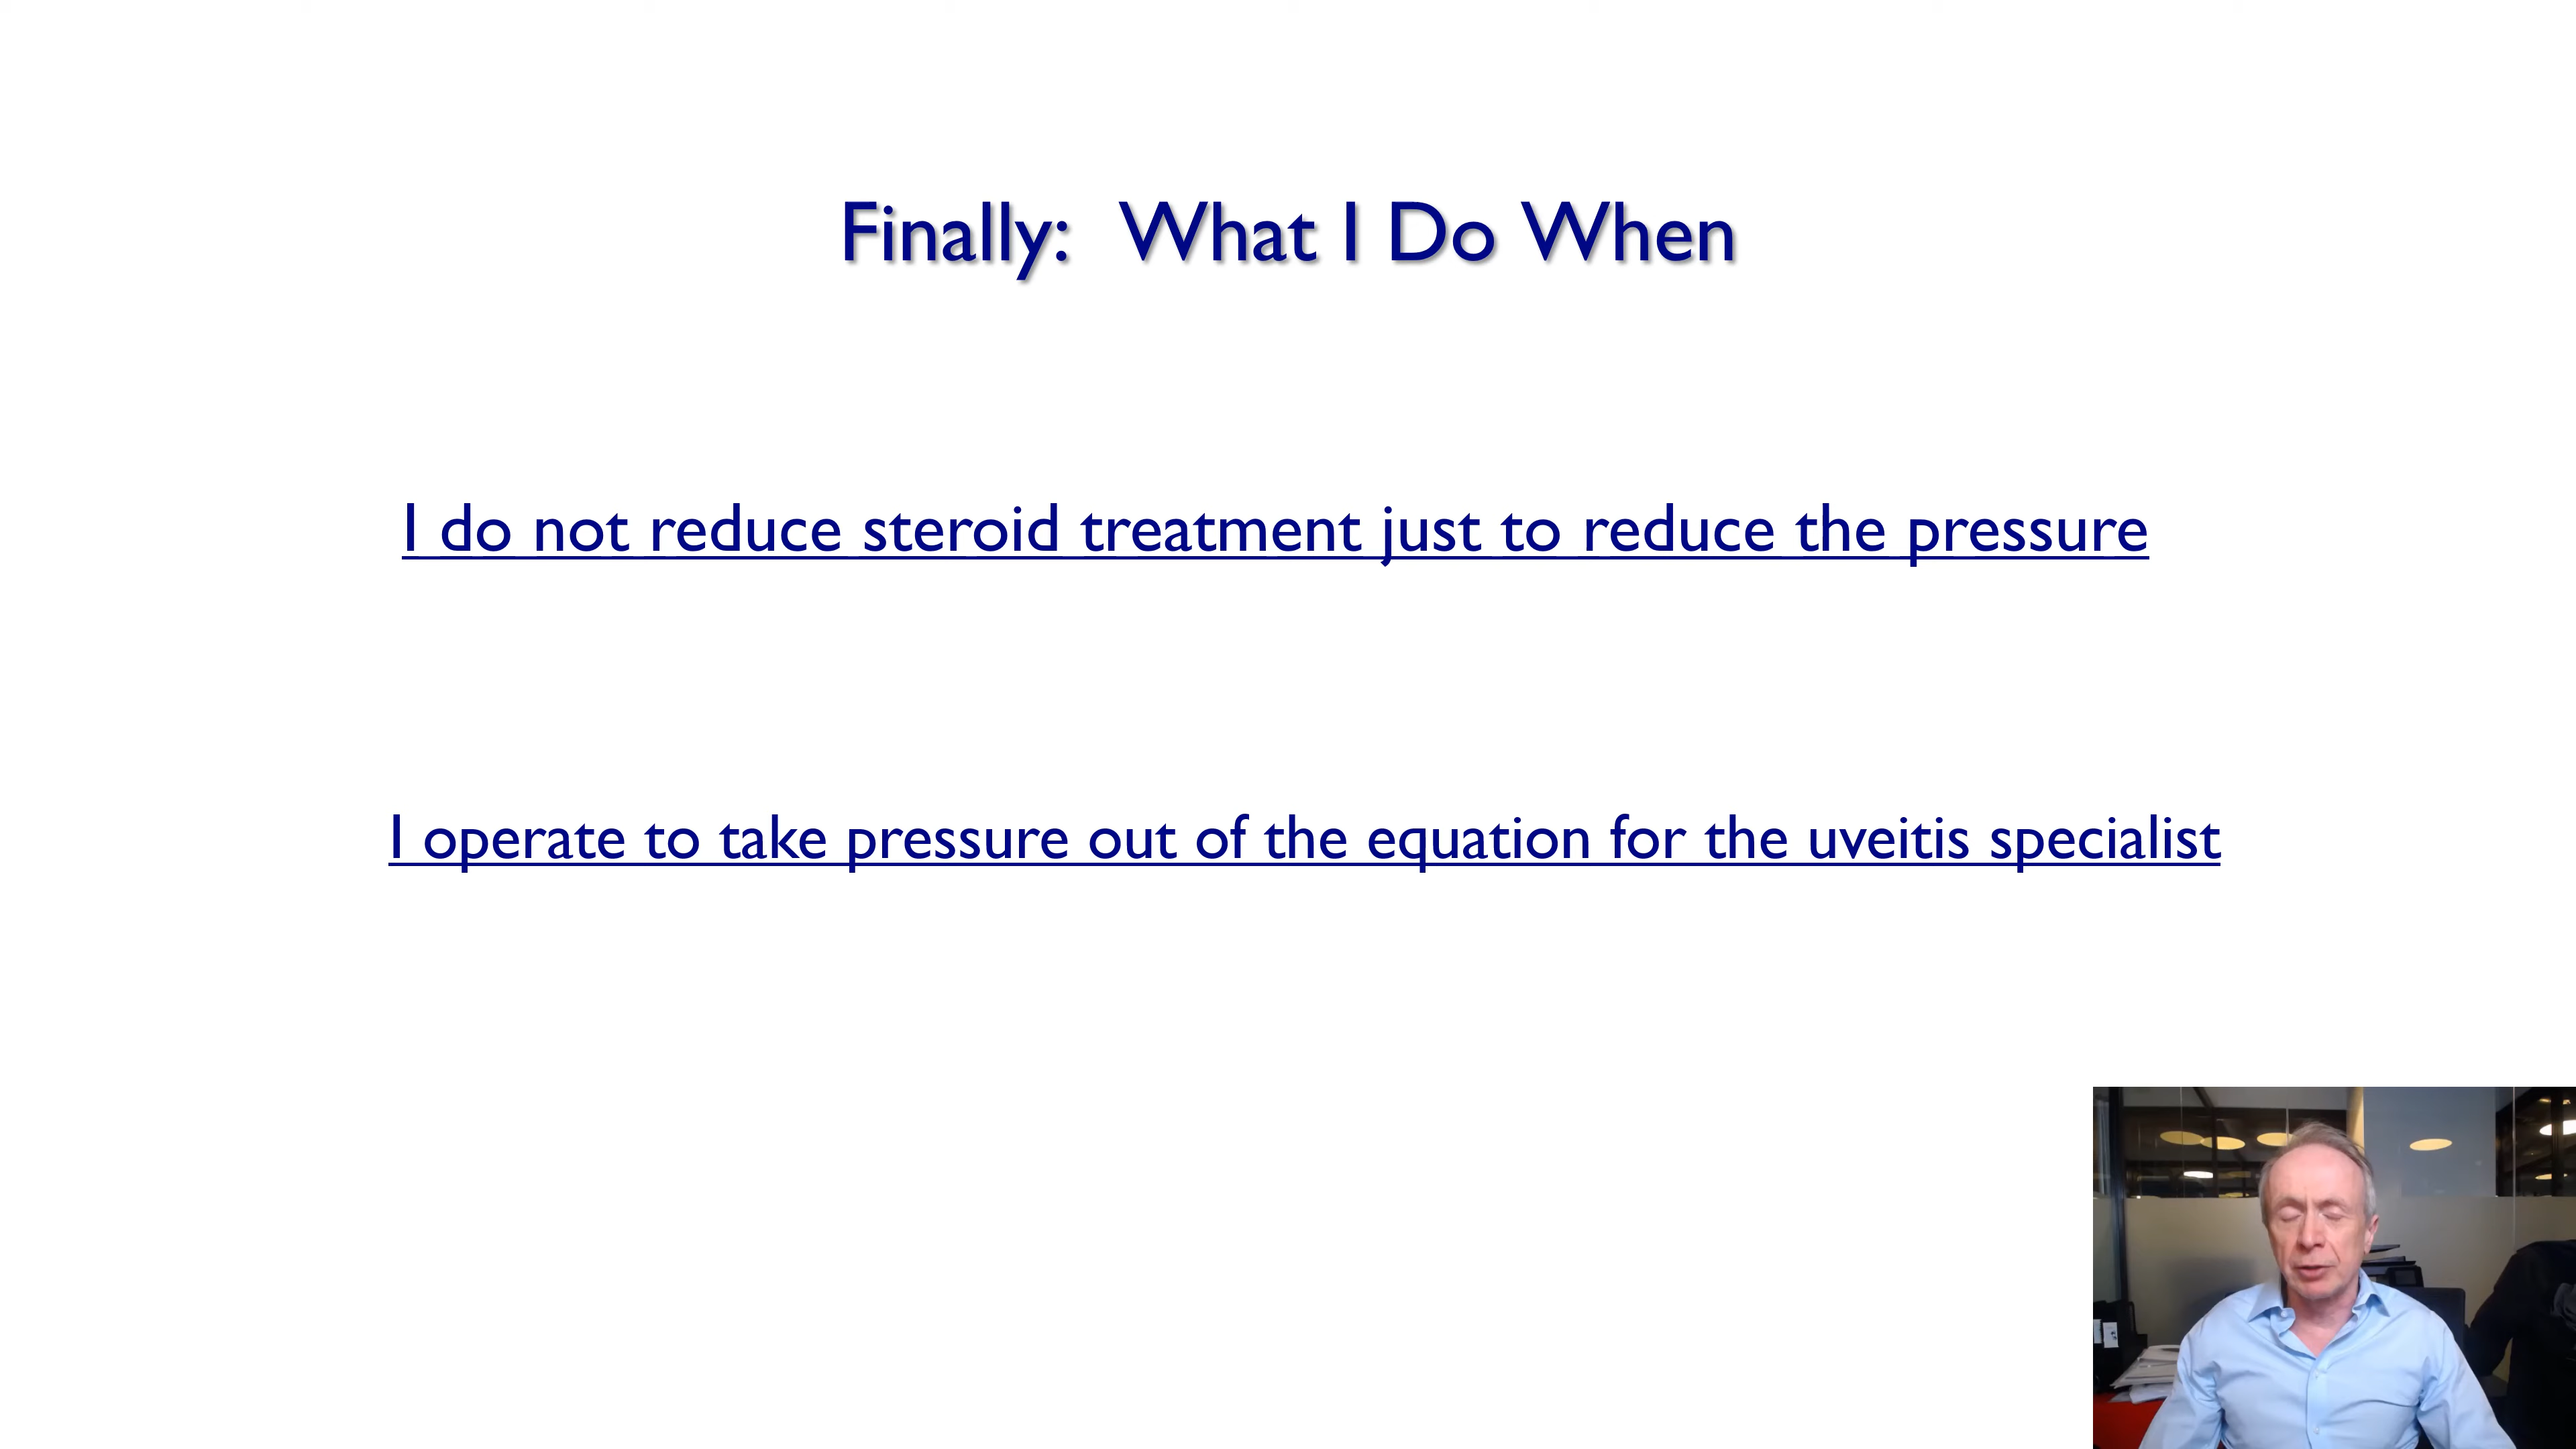 Finally: What I Do When
I do not reduce steroid treatment just to reduce the pressure
I operate to take pressure out of the equation for the uveitis specialist